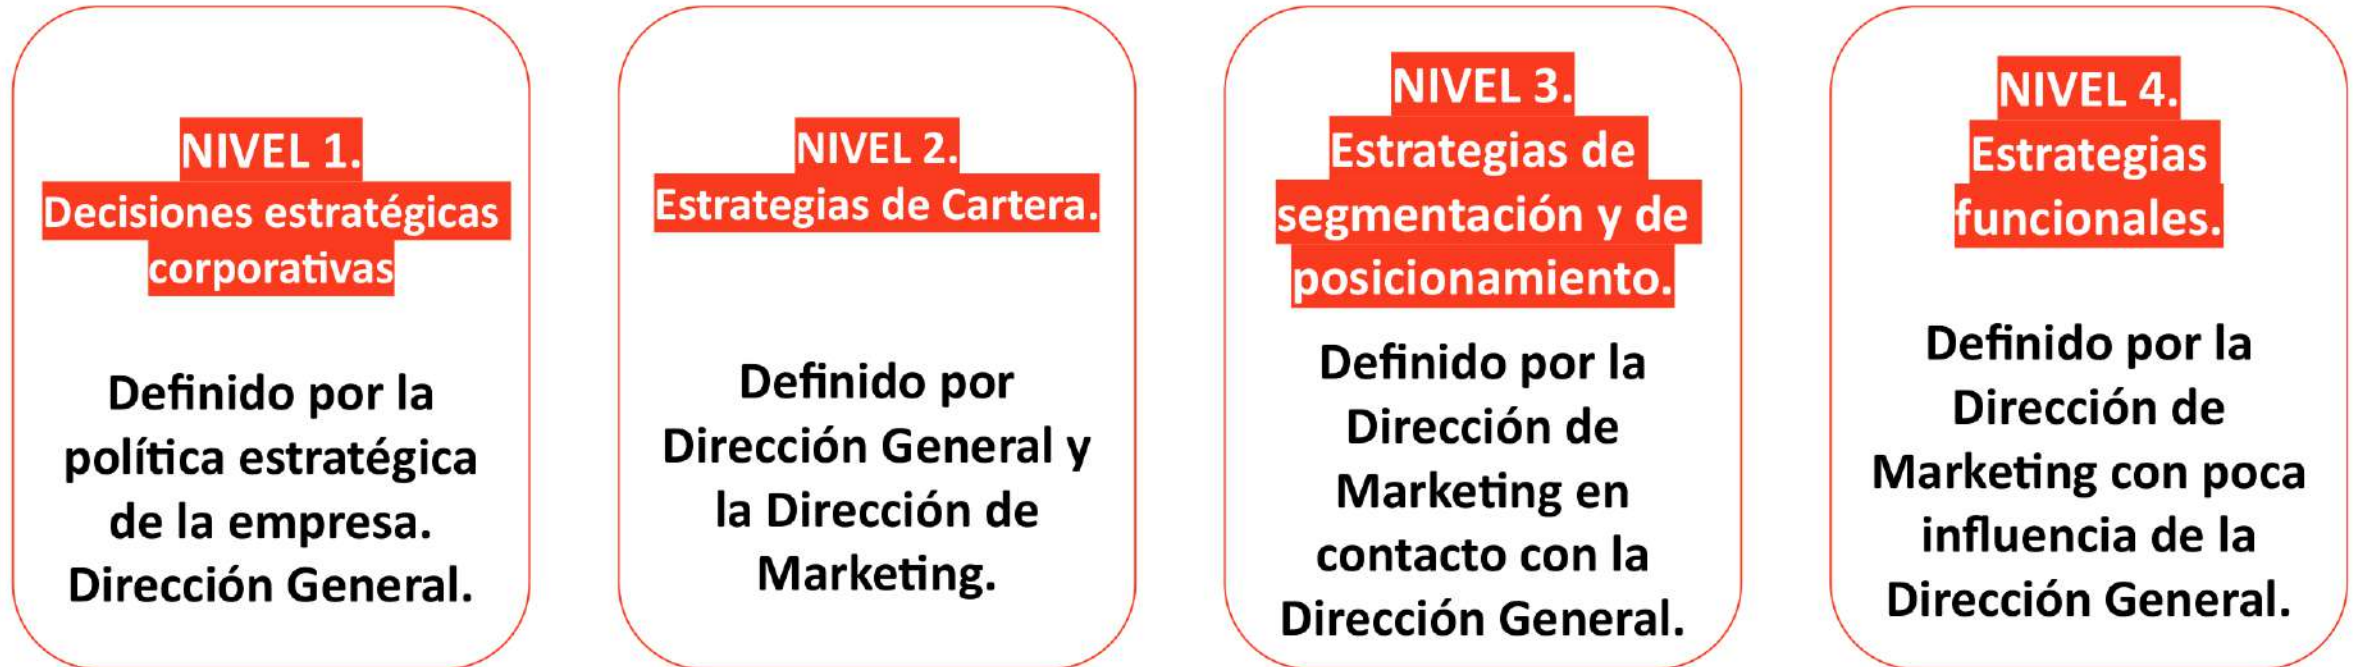 NIVEL 1.
Decisiones estratégicas
corporativas
Definido por la
política estratégica
de la empresa.
Dirección General.
NIVEL 2.
Estrategias de Cartera.
Definido por
Dirección General y
la Dirección de
Marketing.
NIVEL 3.
Estrategias de
segmentación y de
posicionamiento.
Definido por la
Dirección de
Marketing en
contacto con la
Dirección General.
NIVEL 4.
Estrategias
funcionales.
Definido por la
Dirección de
Marketing con poca
influencia de la
Dirección General.